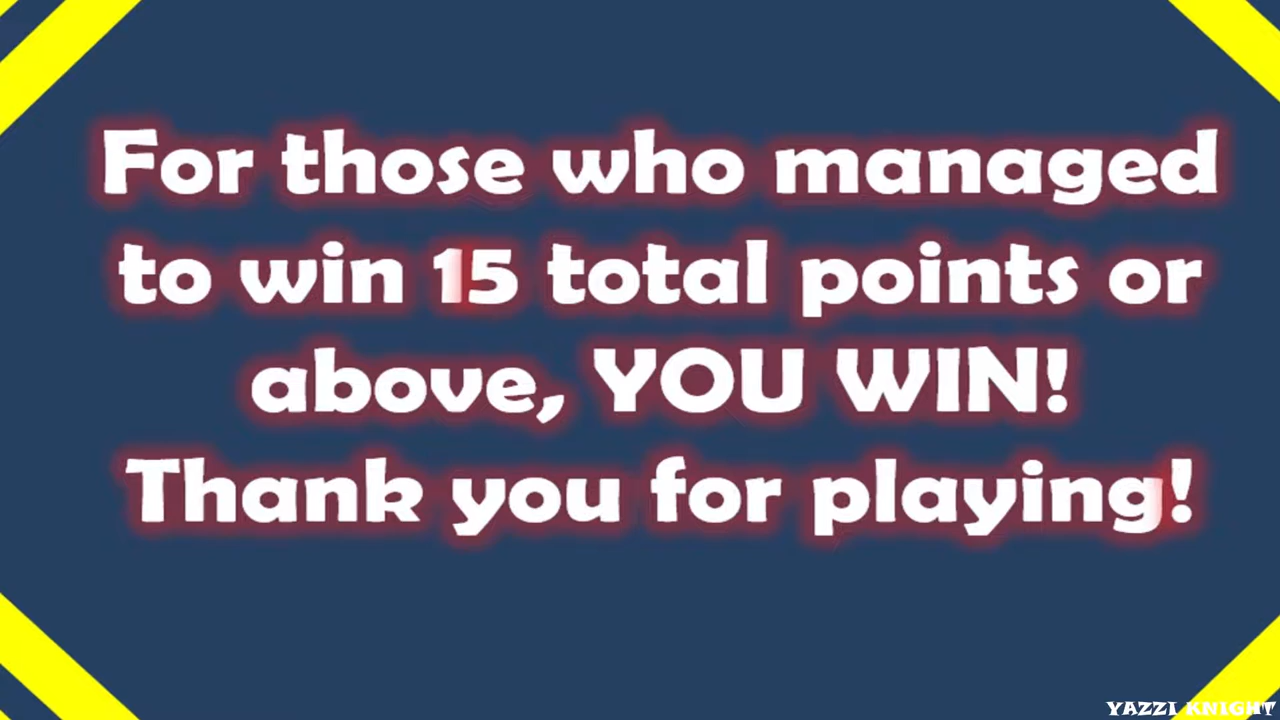 For those who managed
to win 15 total points or
above, YOU WIN!
Thank you for playing!
YAZZI KNIGHT